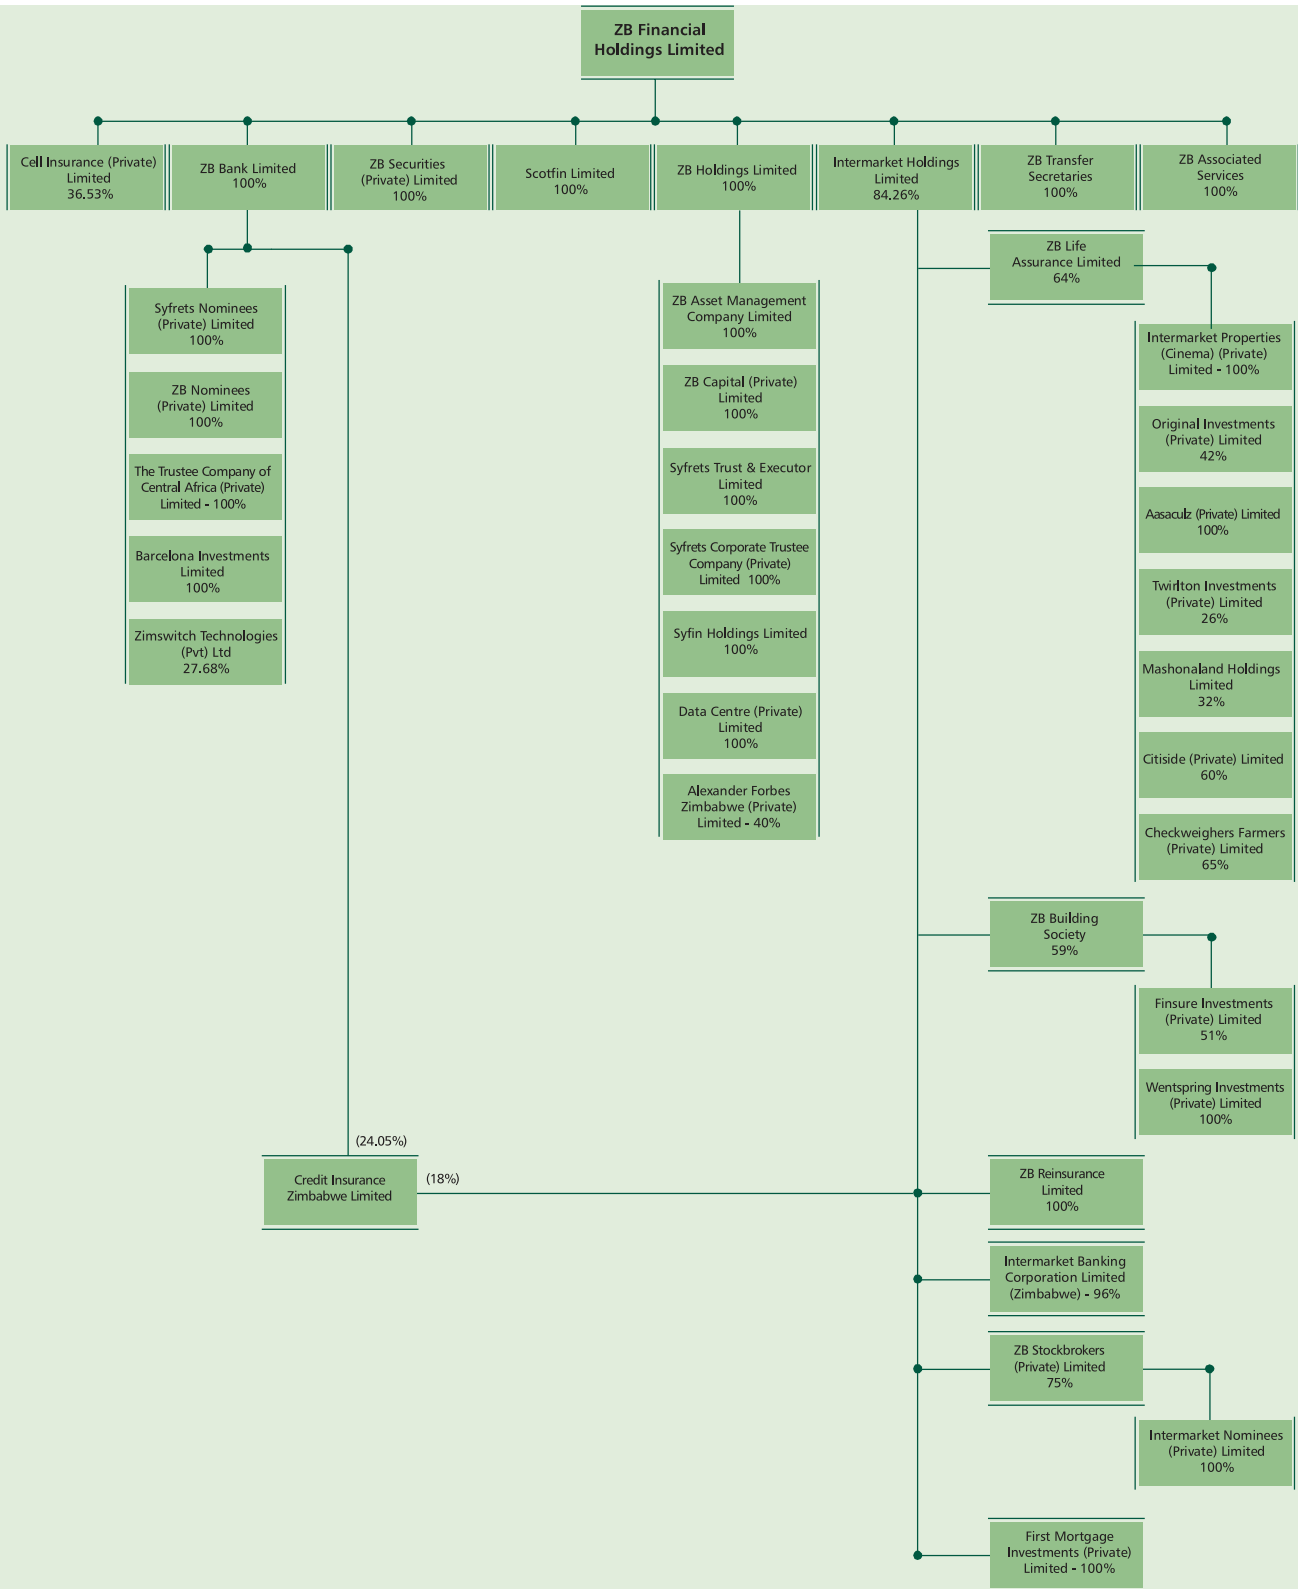 ZB Financial
Holdings Limited
Cell Insurance (Private)
Limited
36.53%
ZB Bank Limited
100%
ZB Securities
(Private) Limited
100%
Scotfin Limited
100%
ZB Holdings Limited
100%
Intermarket Holdings
Limited
84.26%
ZB Transfer
Secretaries
100%
ZB Associated
Services
100%
Syfrets Nominees
(Private) Limited
100%
ZB Nominees
(Private) Limited
100%
The Trustee Company of
Central Africa (Private)
Limited - 100%
Barcelona Investments
Limited
100%
Zimswitch Technologies
(Pvt) Ltd
27.68%
ZB Asset Management
Company Limited
100%
ZB Capital (Private)
Limited
100%
Syfrets Trust & Executor
Limited
100%
Syfrets Corporate Trustee
Company (Private)
Limited 100%
Syfin Holdings Limited
100%
Data Centre (Private)
Limited
100%
Alexander Forbes
Zimbabwe (Private)
Limited - 40%
ZB Life
Assurance Limited
64%
Intermarket Properties
(Cinema) (Private)
Limited - 100%
Original Investments
(Private) Limited
42%
Aasaculz (Private) Limited
100%
Twirlton Investments
(Private) Limited
26%
Mashonaland Holdings
Limited
32%
Citiside (Private) Limited
60%
Checkweighers Farmers
(Private) Limited
65%
ZB Building
Society
59%
Finsure Investments
(Private) Limited
51%
Wentspring Investments
(Private) Limited
100%
(24.05%)
Credit Insurance
Zimbabwe Limited
(18%)
ZB Reinsurance
Limited
100%
Intermarket Banking
Corporation Limited
(Zimbabwe) - 96%
ZB Stockbrokers
(Private) Limited
75%
Intermarket Nominees
(Private) Limited
100%
First Mortgage
Investments (Private)
Limited - 100%